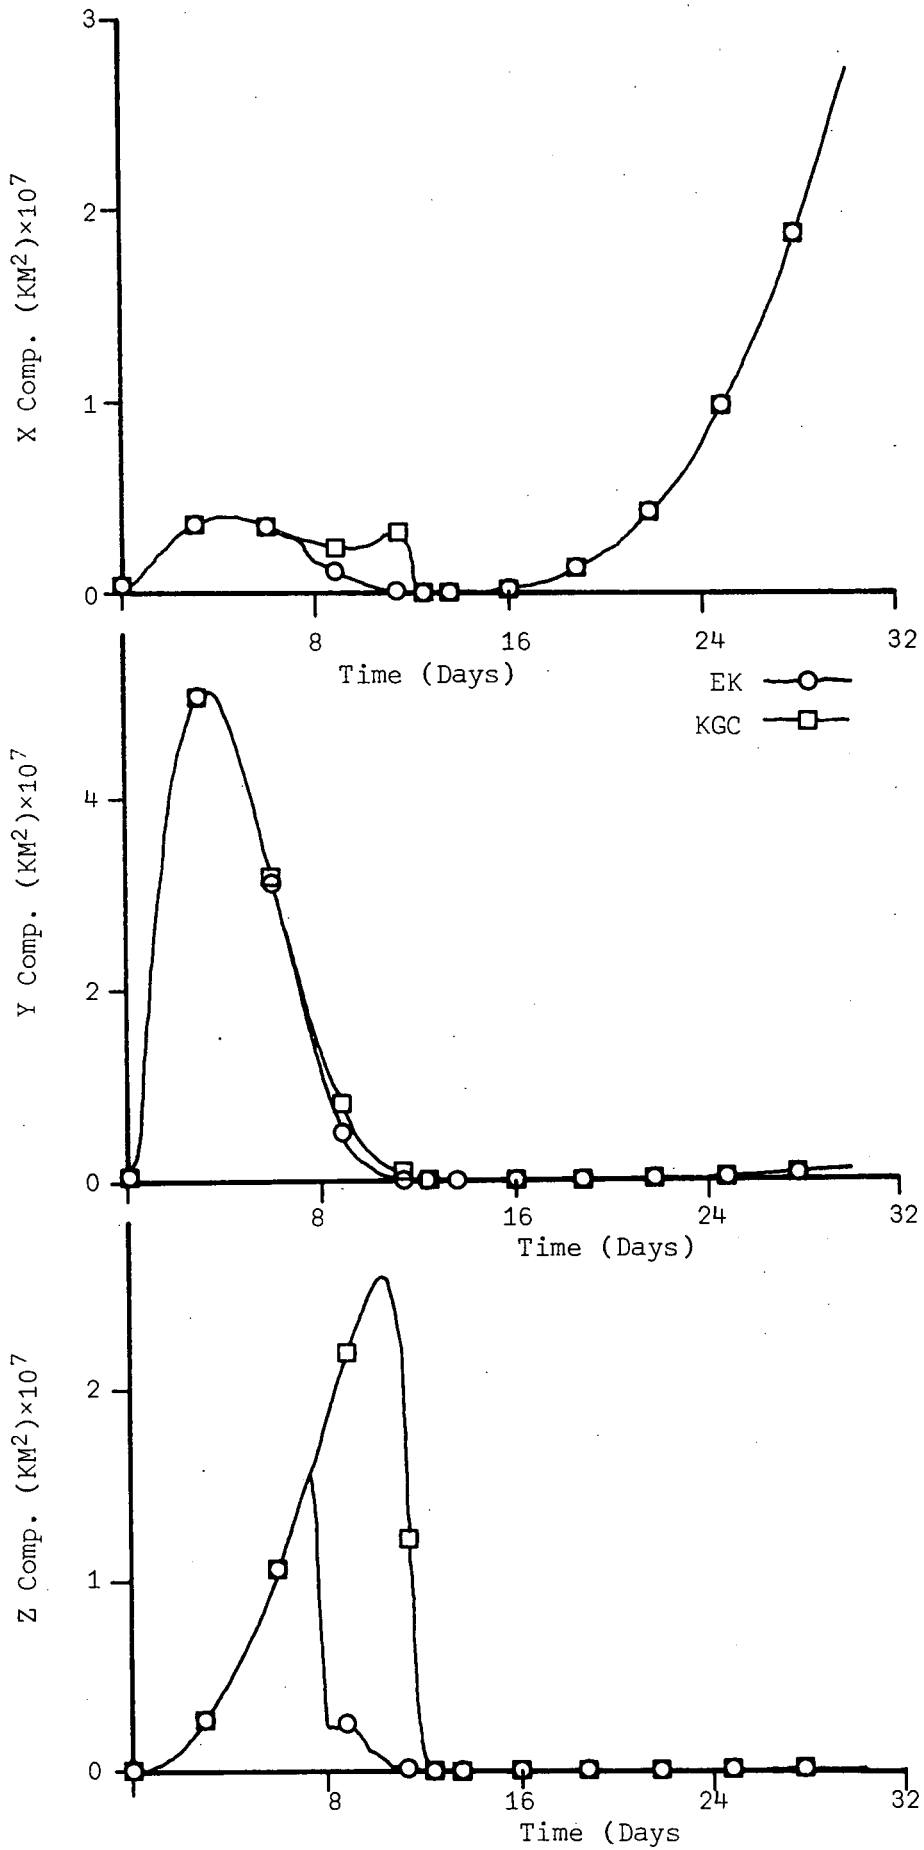 3
2
1
0
X Comp. (KM²)×10⁷
8
16
24
32
Time (Days)
EK
KGC
4
2
0
Y Comp. (KM²)×10⁷
8
16
24
32
Time (Days)
2
1
0
Z Comp. (KM²)×10⁷
8
16
24
32
Time (Days